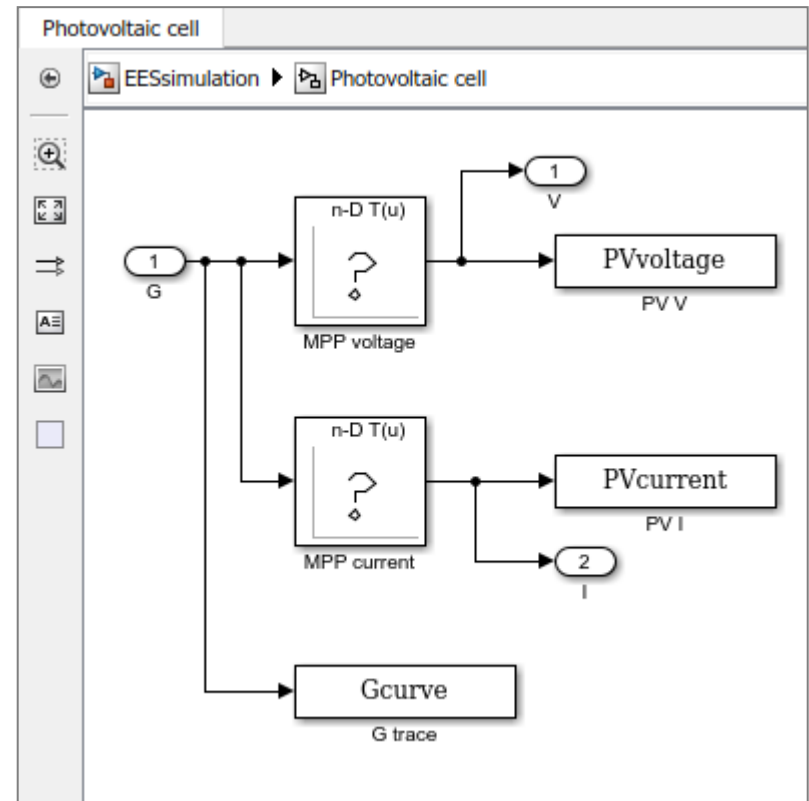 Photovoltaic cell
EESsimulation Photovoltaic cell
1
V
n-D T(u)
?
MPP voltage
1
G
PVvoltage
PV V
n-D T(u)
?
MPP current
PVcurrent
PV I
2
I
Gcurve
G trace
A